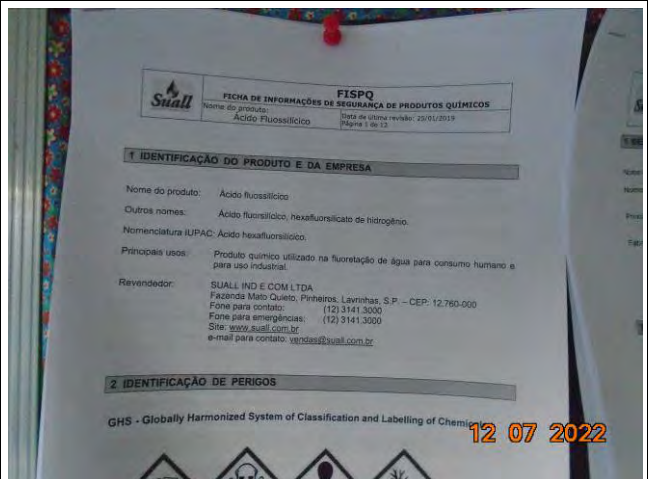 Suall
FISPQ
FICHA DE INFORMAÇÕES DE SEGURANÇA DE PRODUTOS QUÍMICOS
Nome do produto:
Ácido Fluossilícico
Data da última revisão: 25/01/2019
Página 1 de 12
1 IDENTIFICAÇÃO DO PRODUTO E DA EMPRESA
Nome do produto: Ácido fluossilícico
Outros nomes: Ácido fluorsilícico, hexafluorsilicato de hidrogênio.
Nomenclatura IUPAC: Ácido hexafluorsilícico.
Principais usos: Produto químico utilizado na fluoretação de água para consumo humano e
para uso industrial.
Revendedor: SUALL IND E COM LTDA
Fazenda Mato Quieto, Pinheiros, Lavrinhas, S.P. – CEP: 12.760-000
Fone para contato: (12) 3141.3000
Fone para emergências: (12) 3141.3000
Site: www.suall.com.br
e-mail para contato: vendas@suall.com.br
2 IDENTIFICAÇÃO DE PERIGOS
GHS - Globally Harmonized System of Classification and Labelling of
12 07 2022